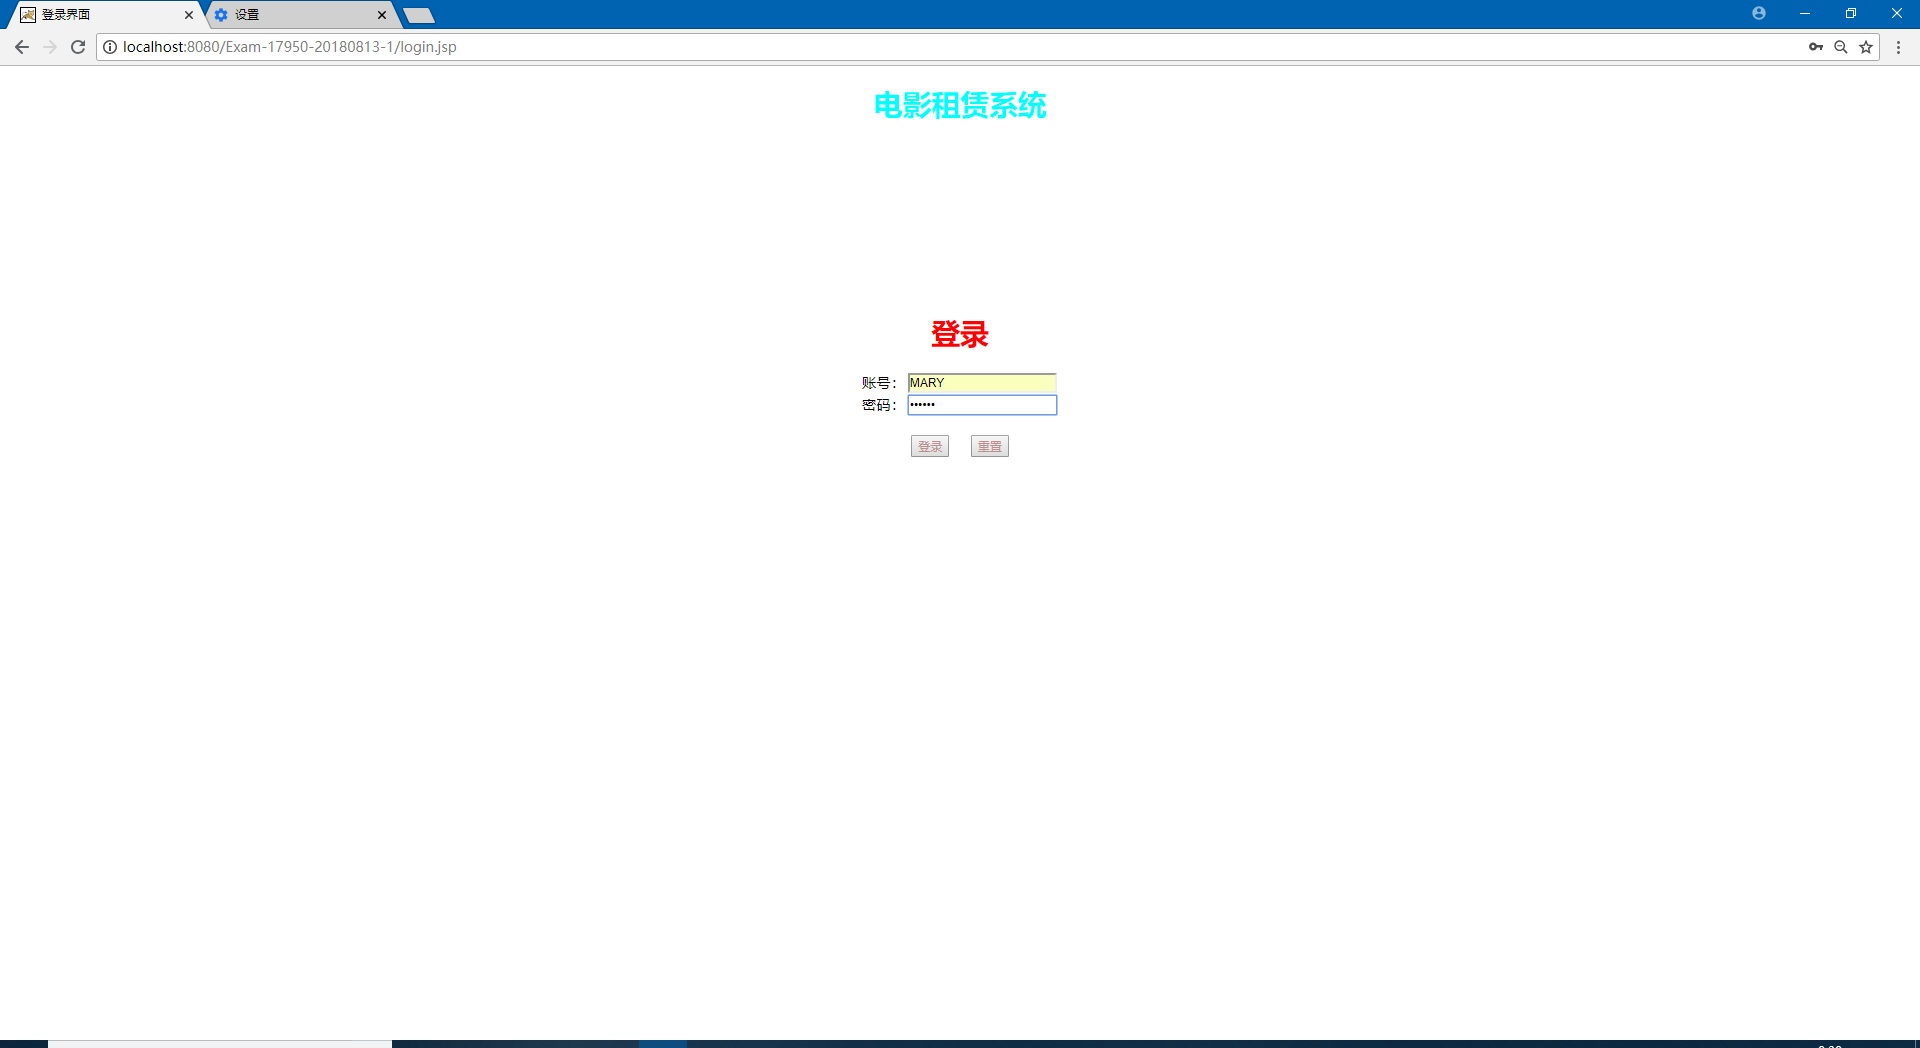 登录界面
设置
localhost:8080/Exam-17950-20180813-1/login.jsp
电影租赁系统
登录
账号： MARY
密码： ••••••
登录 重置